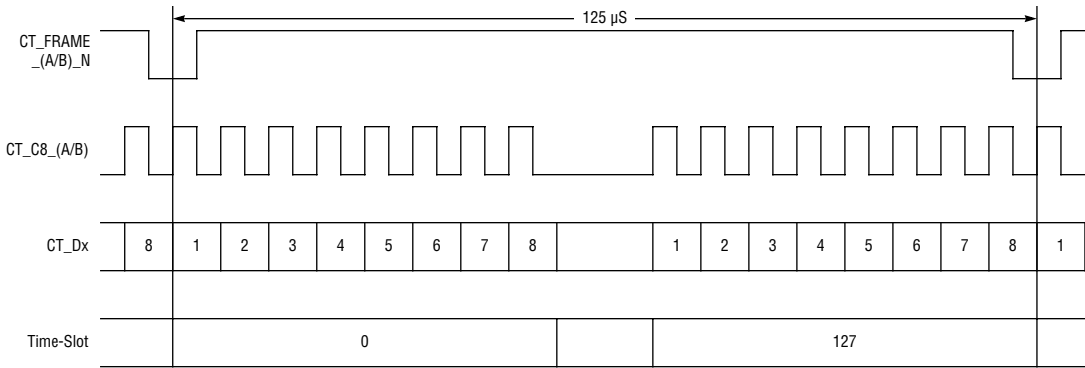 125 µS
CT_FRAME
_(A/B)_N
CT_C8_(A/B)
CT_Dx 8 1 2 3 4 5 6 7 8 1 2 3 4 5 6 7 8 1
Time-Slot 0 127